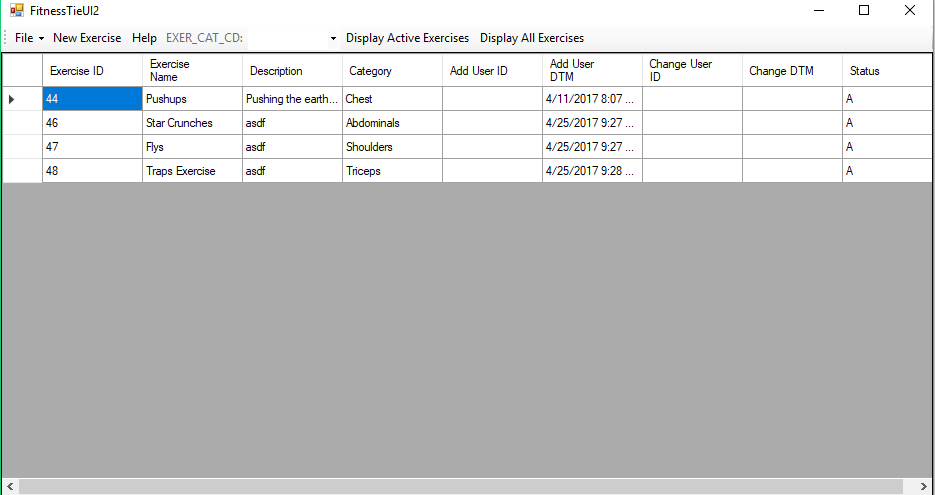 FitnessTieUI2
File New Exercise Help EXER_CAT_CD: Display Active Exercises Display All Exercises
Exercise ID Exercise Name Description Category Add User ID Add User DTM Change User ID Change DTM Status
44 Pushups Pushing the earth... Chest 4/11/2017 8:07 ... A
46 Star Crunches asdf Abdominals 4/25/2017 9:27 ... A
47 Flys asdf Shoulders 4/25/2017 9:27 ... A
48 Traps Exercise asdf Triceps 4/25/2017 9:28 ... A